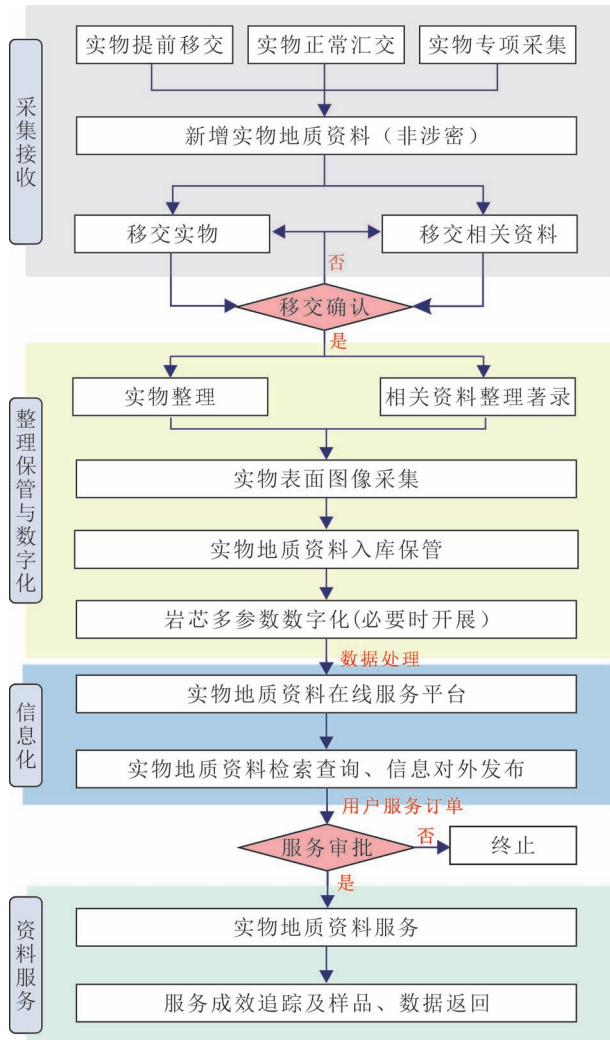 采集接收
实物提前移交
实物正常汇交
实物专项采集
新增实物地质资料（非涉密）
移交实物
移交相关资料
否
移交确认
是
整理保管与数字化
实物整理
相关资料整理著录
实物表面图像采集
实物地质资料入库保管
岩芯多参数数字化(必要时开展）
数据处理
信息化
实物地质资料在线服务平台
实物地质资料检索查询、信息对外发布
用户服务订单
服务审批
否
终止
是
资料服务
实物地质资料服务
服务成效追踪及样品、数据返回